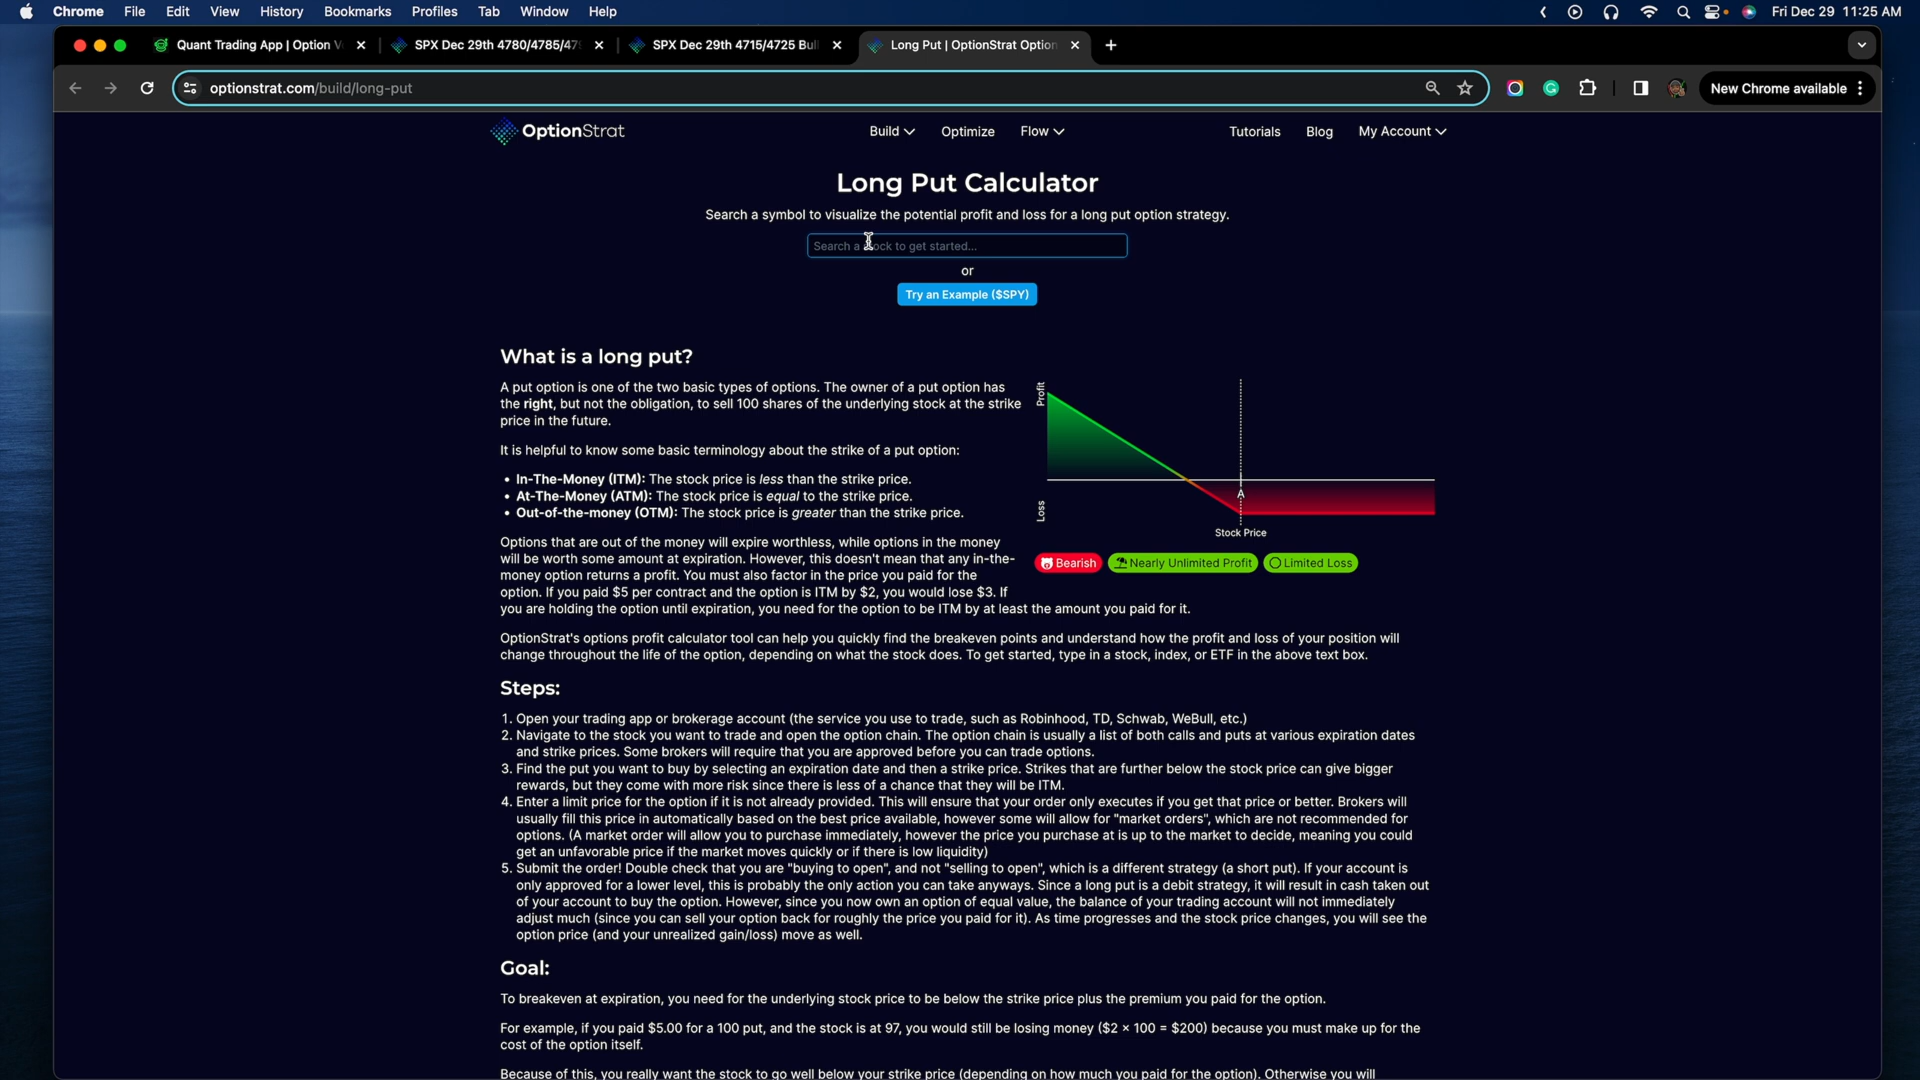 Chrome File Edit View History Bookmarks Profiles Tab Window Help Fri Dec 29 11:25 AM
Quant Trading App | Option V SPX Dec 29th 4780/4785/47 SPX Dec 29th 4715/4725 Bul Long Put | OptionStrat Option
optionstrat.com/build/long-put New Chrome available
OptionStrat Build Optimize Flow Tutorials Blog My Account
Long Put Calculator
Search a symbol to visualize the potential profit and loss for a long put option strategy.
Search a stock to get started...
or
Try an Example ($SPY)
What is a long put?
A put option is one of the two basic types of options. The owner of a put option has
the right, but not the obligation, to sell 100 shares of the underlying stock at the strike
price in the future.
It is helpful to know some basic terminology about the strike of a put option:
• In-The-Money (ITM): The stock price is less than the strike price.
• At-The-Money (ATM): The stock price is equal to the strike price.
• Out-of-the-money (OTM): The stock price is greater than the strike price.
Options that are out of the money will expire worthless, while options in the money
will be worth some amount at expiration. However, this doesn't mean that any in-the-
money option returns a profit. You must also factor in the price you paid for the
option. If you paid $5 per contract and the option is ITM by $2, you would lose $3. If
you are holding the option until expiration, you need for the option to be ITM by at least the amount you paid for it.
Profit
Loss
A
Stock Price
Bearish Nearly Unlimited Profit Limited Loss
OptionStrat's options profit calculator tool can help you quickly find the breakeven points and understand how the profit and loss of your position will
change throughout the life of the option, depending on what the stock does. To get started, type in a stock, index, or ETF in the above text box.
Steps:
1. Open your trading app or brokerage account (the service you use to trade, such as Robinhood, TD, Schwab, WeBull, etc.)
2. Navigate to the stock you want to trade and open the option chain. The option chain is usually a list of both calls and puts at various expiration dates
and strike prices. Some brokers will require that you are approved before you can trade options.
3. Find the put you want to buy by selecting an expiration date and then a strike price. Strikes that are further below the stock price can give bigger
rewards, but they come with more risk since there is less of a chance that they will be ITM.
4. Enter a limit price for the option if it is not already provided. This will ensure that your order only executes if you get that price or better. Brokers will
usually fill this price in automatically based on the best price available, however some will allow for "market orders", which are not recommended for
options. (A market order will allow you to purchase immediately, however the price you purchase at is up to the market to decide, meaning you could
get an unfavorable price if the market moves quickly or if there is low liquidity)
5. Submit the order! Double check that you are "buying to open", and not "selling to open", which is a different strategy (a short put). If your account is
only approved for a lower level, this is probably the only action you can take anyways. Since a long put is a debit strategy, it will result in cash taken out
of your account to buy the option. However, since you now own an option of equal value, the balance of your trading account will not immediately
adjust much (since you can sell your option back for roughly the price you paid for it). As time progresses and the stock price changes, you will see the
option price (and your unrealized gain/loss) move as well.
Goal:
To breakeven at expiration, you need for the underlying stock price to be below the strike price plus the premium you paid for the option.
For example, if you paid $5.00 for a 100 put, and the stock is at 97, you would still be losing money ($2 × 100 = $200) because you must make up for the
cost of the option itself.
Because of this, you really want the stock to go well below your strike price (depending on how much you paid for the option). Otherwise you will